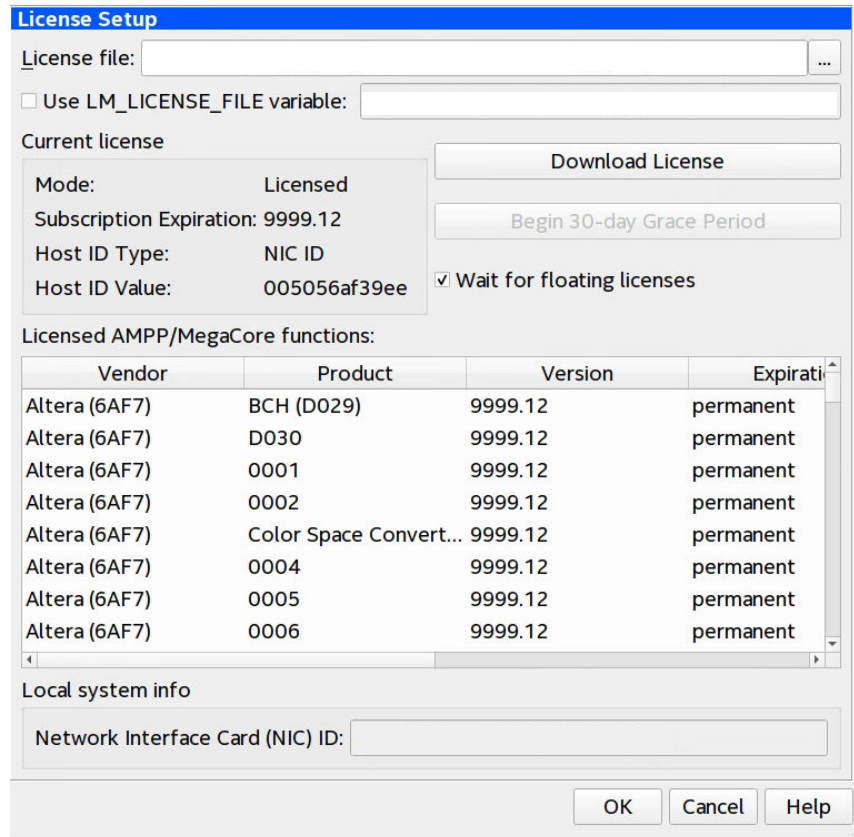 License Setup
License file: ...
Use LM_LICENSE_FILE variable:
Current license
Download License
Mode: Licensed
Subscription Expiration: 9999.12
Begin 30-day Grace Period
Host ID Type: NIC ID
Host ID Value: 005056af39ee
Wait for floating licenses
Licensed AMPP/MegaCore functions:
Vendor Product Version Expirati
Altera (6AF7) BCH (D029) 9999.12 permanent
Altera (6AF7) D030 9999.12 permanent
Altera (6AF7) 0001 9999.12 permanent
Altera (6AF7) 0002 9999.12 permanent
Altera (6AF7) Color Space Convert... 9999.12 permanent
Altera (6AF7) 0004 9999.12 permanent
Altera (6AF7) 0005 9999.12 permanent
Altera (6AF7) 0006 9999.12 permanent
Local system info
Network Interface Card (NIC) ID:
OK Cancel Help